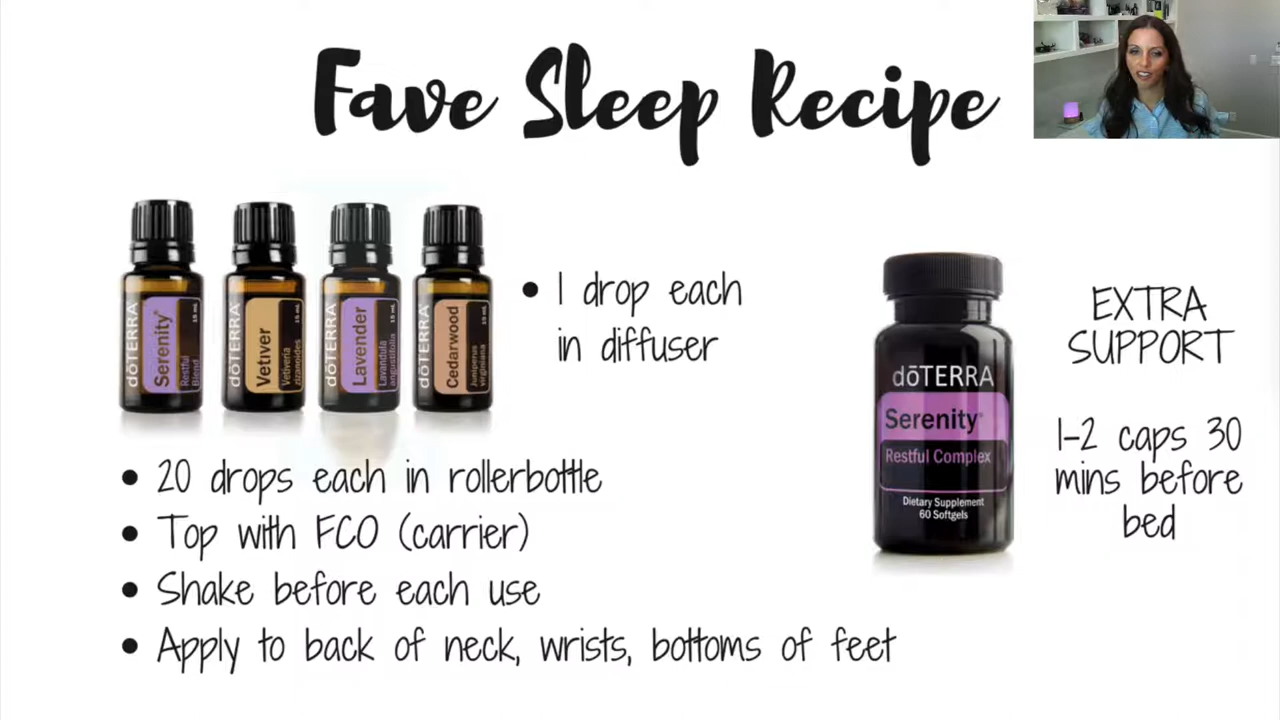 Fave Sleep Recipe
dōTERRA
Serenity®
Restful
Blend
15 mL
dōTERRA
Vetiver
Vetiveria
zizanoides
15 mL
dōTERRA
Lavender
Lavandula
angustifolia
15 mL
dōTERRA
Cedarwood
Juniperus
virginiana
15 mL
• 1 drop each
in diffuser
• 20 drops each in rollerbottle
• Top with FCO (carrier)
• Shake before each use
• Apply to back of neck, wrists, bottoms of feet
dōTERRA
Serenity®
Restful Complex
Dietary Supplement
60 Softgels
EXTRA
SUPPORT
1-2 caps 30
mins before
bed